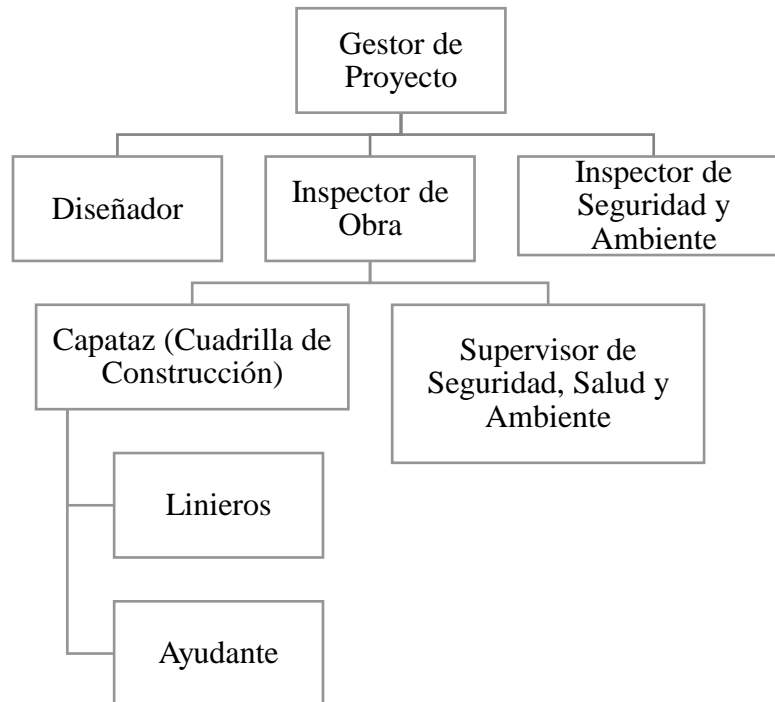 Gestor de
Proyecto
Diseñador
Inspector de
Obra
Inspector de
Seguridad y
Ambiente
Capataz (Cuadrilla de
Construcción)
Supervisor de
Seguridad, Salud y
Ambiente
Linieros
Ayudante